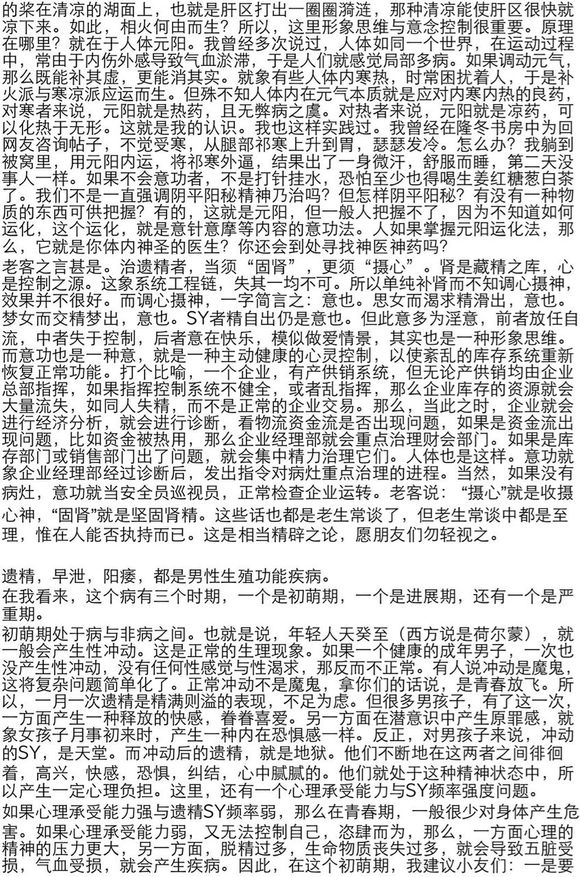 的桨在清凉的湖面上，也就是肝区打出一圈圈漪涟，那种清凉能使肝区很快就
凉下来。如此，相火何由而生？所以，这里形象思维与意念控制很重要。原理
在哪里？就在于人体元阳。我曾经多次说过，人体如同一个世界，在运动过程
中，常由于内伤外感导致气血淤滞，于是人们就感觉局部多病。如果调动元气，
那么既能补其虚，更能消其实。就象有些人体内寒热，时常困扰着人，于是补
火派与寒凉派应运而生。但殊不知人体内在元气本质就是应对内寒内热的良药，
对寒者来说，元阳就是热药，且无弊病之虞。对热者来说，元阳就是凉药，可
以化热于无形。这就是我的认识。我也这样实践过。我曾经在隆冬书房中为回
网友咨询帖子，不觉受寒，从腿部祁寒上升到胃，瑟瑟发冷。怎么办？我躺到
被窝里，用元阳内运，将祁寒外逼，结果出了一身微汗，舒服而睡，第二天没
事人一样。如果不会意功者，不是打针挂水，恐怕至少也得喝生姜红糖葱白茶
了。我们不是一直强调阴平阳秘精神乃治吗？但怎样阴平阳秘？有没有一种物
质的东西可供把握？有的，这就是元阳，但一般人把握不了，因为不知道如何
运化，这个运化，就是意针意摩等内容的意功法。人如果掌握元阳运化法，那
么，它就是你体内神圣的医生？你还会到处寻找神医神药吗？
老客之言甚是。治遗精者，当须“固肾”，更须“摄心”。肾是藏精之库，心
是控制之源。这象系统工程链，失其一均不可。所以单纯补肾而不知调心摄神，
效果并不很好。而调心摄神，一字简言之：意也。思女而渴求精滑出，意也。
梦女而交精梦出，意也。SY者精自出仍是意也。但此意多为淫意，前者放任自
流，中者失于控制，后者意在快乐，模似做爱情景，其实也是一种形象思维。
而意功也是一种意，就是一种主动健康的心灵控制，以使紊乱的库存系统重新
恢复正常功能。打个比喻，一个企业，有产供销系统，但无论产供销均由企业
总部指挥，如果指挥控制系统不健全，或者乱指挥，那么企业库存的资源就会
大量流失，如同人失精，而不是正常的企业交易。那么，当此之时，企业就会
进行经济分析，就会进行诊断，看物流资金流是否出现问题，如果是资金流出
现问题，比如资金被热用，那么企业经理部就会重点治理财会部门。如果是库
存部门或销售部门出了问题，就会集中精力治理它们。人体也是这样。意功就
象企业经理部经过诊断后，发出指令对病灶重点治理的进程。当然，如果没有
病灶，意功就当安全员巡视员，正常检查企业运转。老客说：“摄心”就是收摄
心神，“固肾”就是坚固肾精。这些话也都是老生常谈了，但老生常谈中都是至
理，惟在人能否执持而已。这是相当精辟之论，愿朋友们勿轻视之。
遗精，早泄，阳痿，都是男性生殖功能疾病。
在我看来，这个病有三个时期，一个是初萌期，一个是进展期，还有一个是严
重期。
初萌期处于病与非病之间。也就是说，年轻人天癸至（西方说是荷尔蒙），就
一般会产生性冲动。这是正常的生理现象。如果一个健康的成年男子，一次也
没产生性冲动，没有任何性感觉与性渴求，那反而不正常。有人说冲动是魔鬼，
这将复杂问题简单化了。正常冲动不是魔鬼，拿你们的话说，是青春放飞。所
以，一月一次遗精是精满则溢的表现，不足为虑。但很多男孩子，有了这一次，
一方面产生一种释放的快感，眷眷喜爱。另一方面在潜意识中产生原罪感，就
象女孩子月事初来时，产生一种内在恐惧感一样。反正，对男孩子来说，冲动
的SY，是天堂。而冲动后的遗精，就是地狱。他们不断地在这两者之间徘徊
着，高兴，快感，恐惧，纠结，心中腻腻的。他们就处于这种精神状态中，所
以产生一定心理负担。这里，还有一个心理承受能力与SY频率强度问题。
如果心理承受能力强与遗精SY频率弱，那么在青春期，一般很少对身体产生危
害。如果心理承受能力弱，又无法控制自己，恣肆而为，那么，一方面心理的
精神的压力更大，另一方面，脱精过多，生命物质丧失过多，就会导致五脏受
损，气血受损，就会产生疾病。因此，在这个初萌期，我建议小友们：一是要